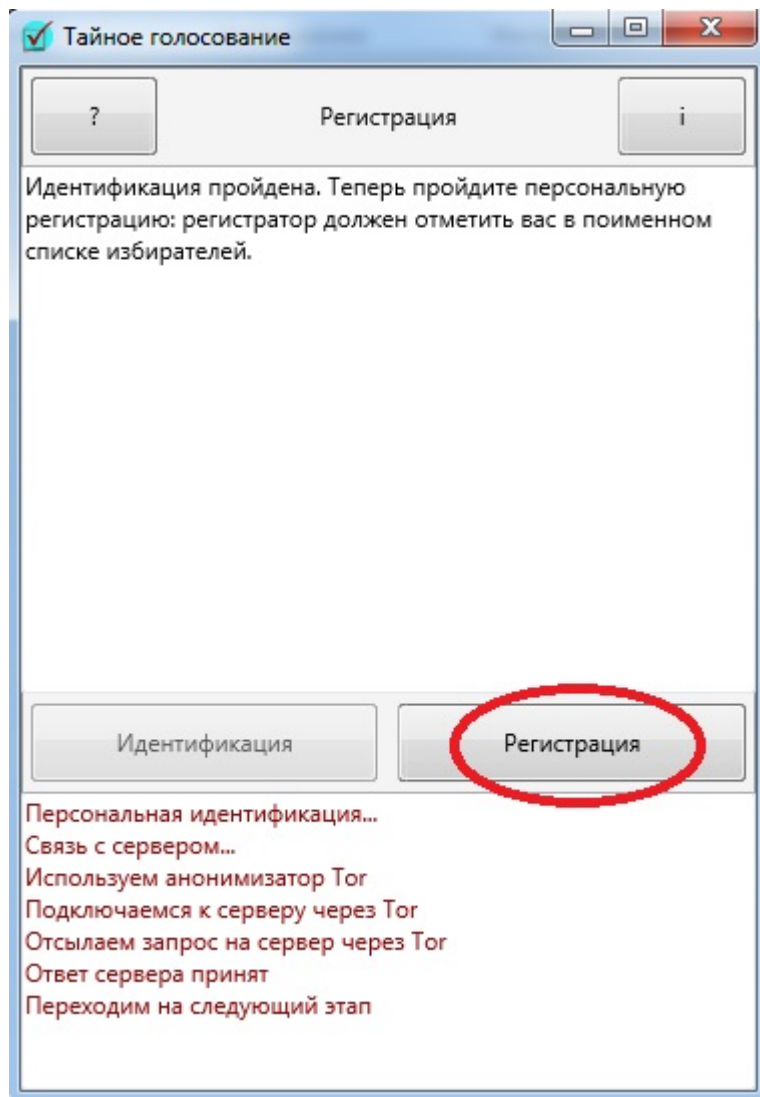 Тайное голосование
?
Регистрация
i
Идентификация пройдена. Теперь пройдите персональную
регистрацию: регистратор должен отметить вас в поименном
списке избирателей.
Идентификация
Регистрация
Персональная идентификация...
Связь с сервером...
Используем анонимизатор Tor
Подключаемся к серверу через Tor
Отсылаем запрос на сервер через Tor
Ответ сервера принят
Переходим на следующий этап